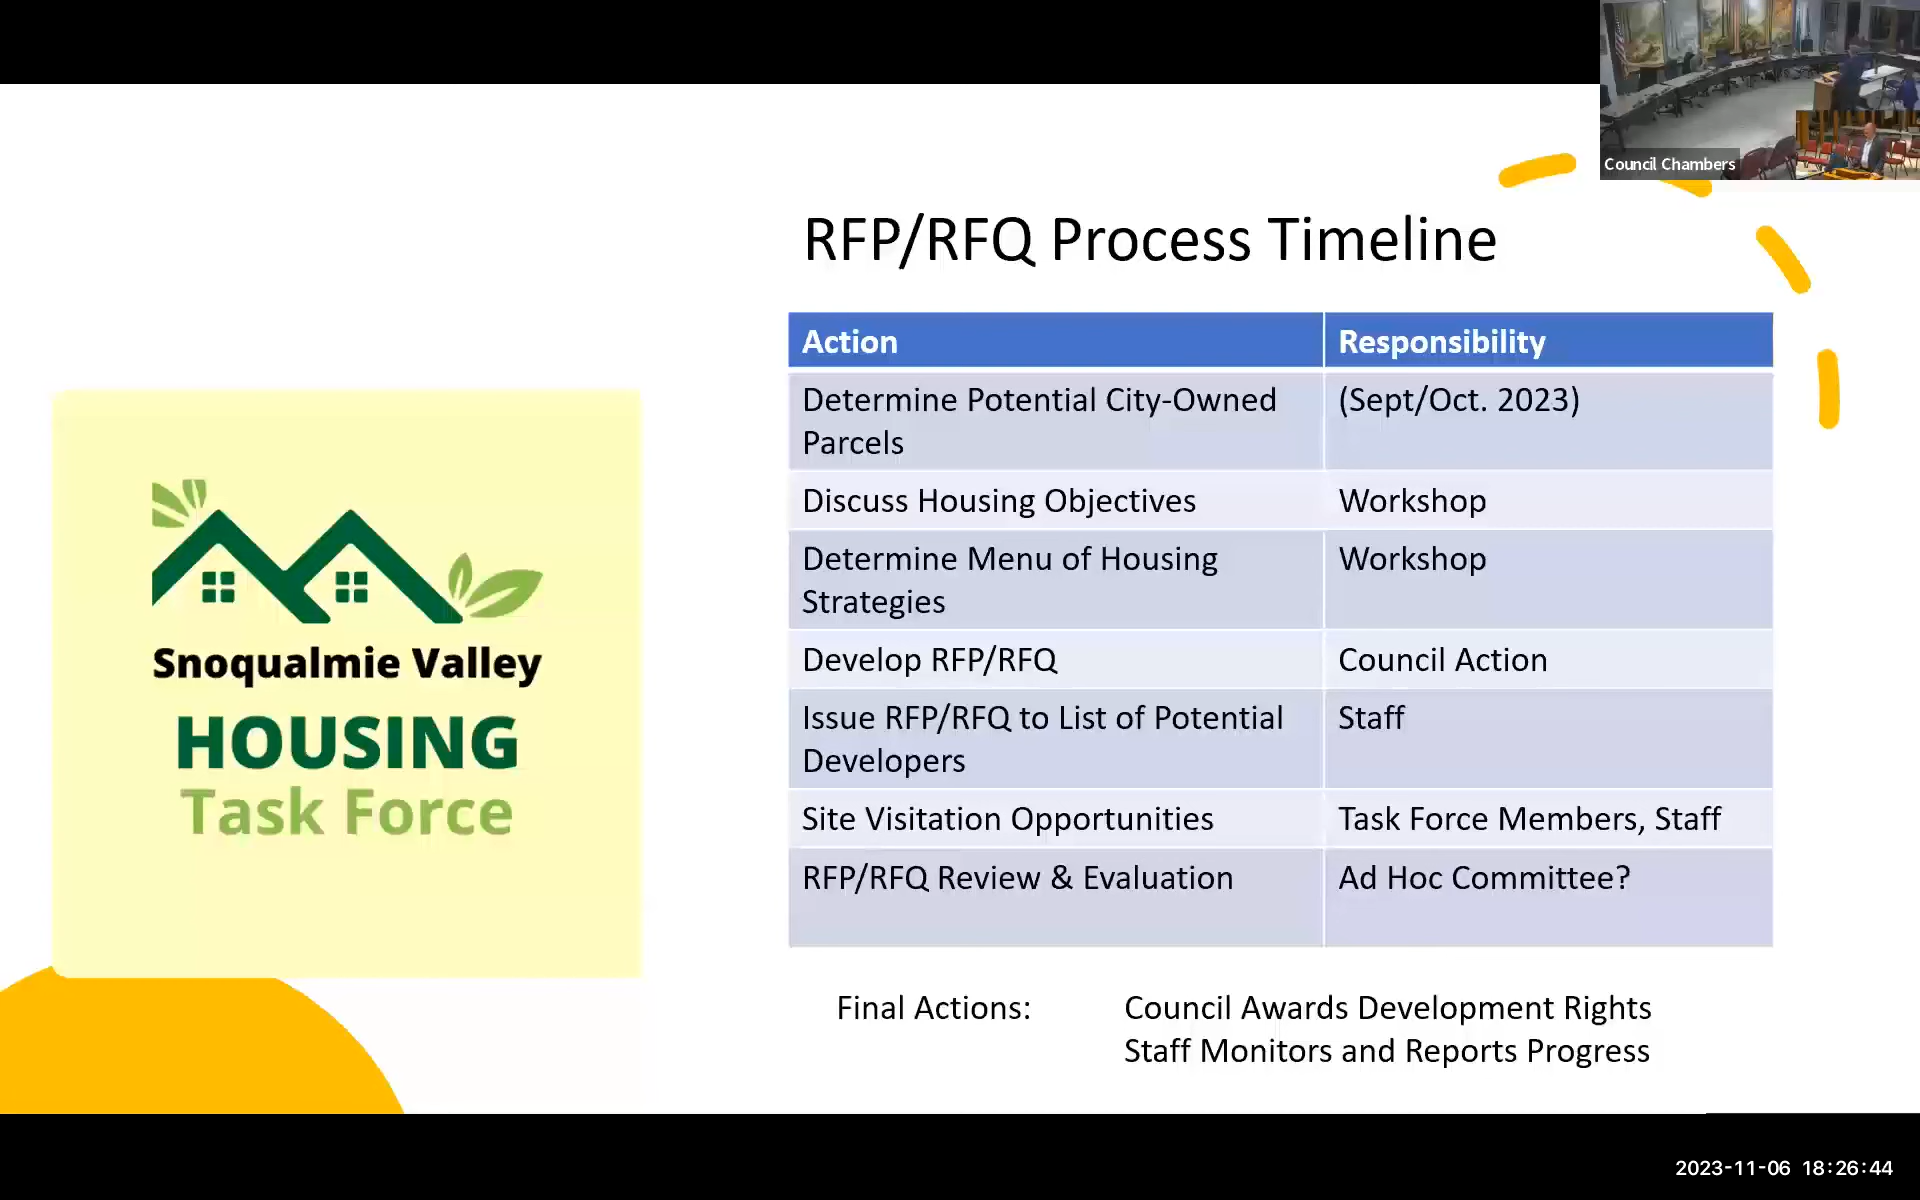 Council Chambers
RFP/RFQ Process Timeline
Action Responsibility
Determine Potential City-Owned (Sept/Oct. 2023)
Parcels
Discuss Housing Objectives Workshop
Determine Menu of Housing Workshop
Strategies
Develop RFP/RFQ Council Action
Issue RFP/RFQ to List of Potential Staff
Developers
Site Visitation Opportunities Task Force Members, Staff
RFP/RFQ Review & Evaluation Ad Hoc Committee?
Snoqualmie Valley
HOUSING
Task Force
Final Actions: Council Awards Development Rights
Staff Monitors and Reports Progress
2023-11-06 18:26:44